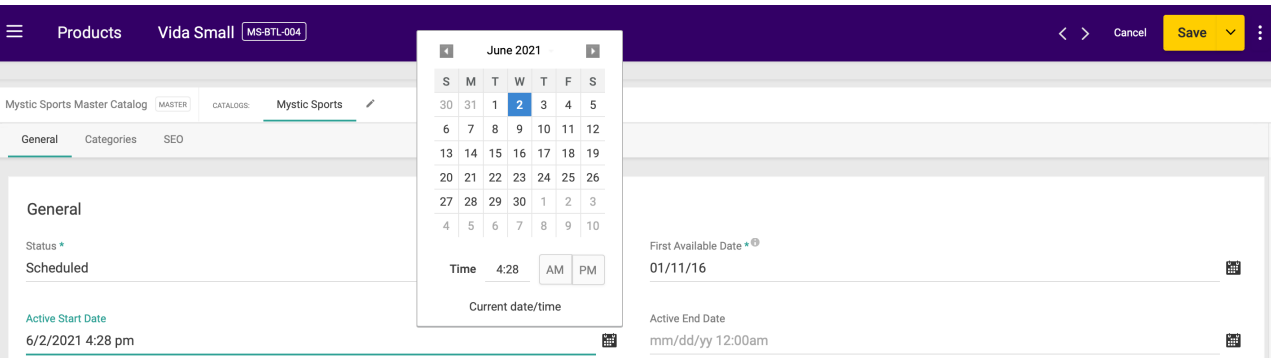 Products Vida Small MS-BTL-004 Cancel Save
Mystic Sports Master Catalog MASTER CATALOGS: Mystic Sports
General Categories SEO
June 2021
S M T W T F S
30 31 1 2 3 4 5
6 7 8 9 10 11 12
13 14 15 16 17 18 19
20 21 22 23 24 25 26
27 28 29 30 1 2 3
4 5 6 7 8 9 10
Time 4:28 AM PM
Current date/time
General
Status *
Scheduled
First Available Date *
01/11/16
Active Start Date
6/2/2021 4:28 pm
Active End Date
mm/dd/yy 12:00am